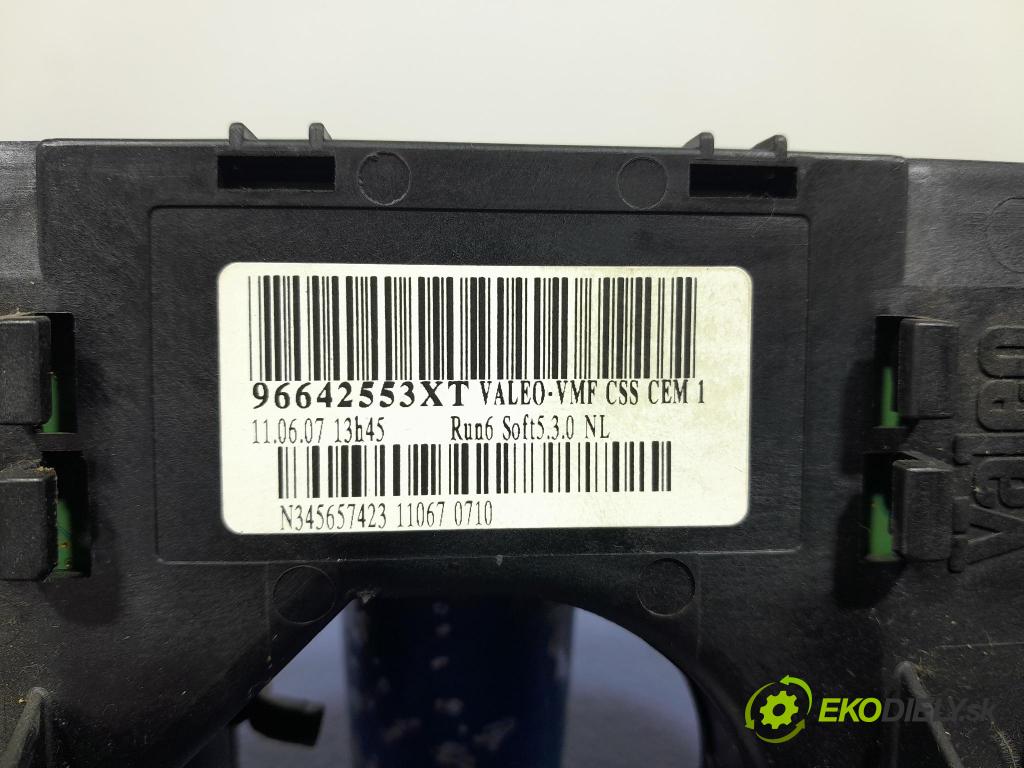 96642553XT VALEO-VMF CSS CEM 1
11.06.07 13h45 Run6 Soft5.3.0 NL
N345657423 11067 0710
Valeo
EKODIELY.sk